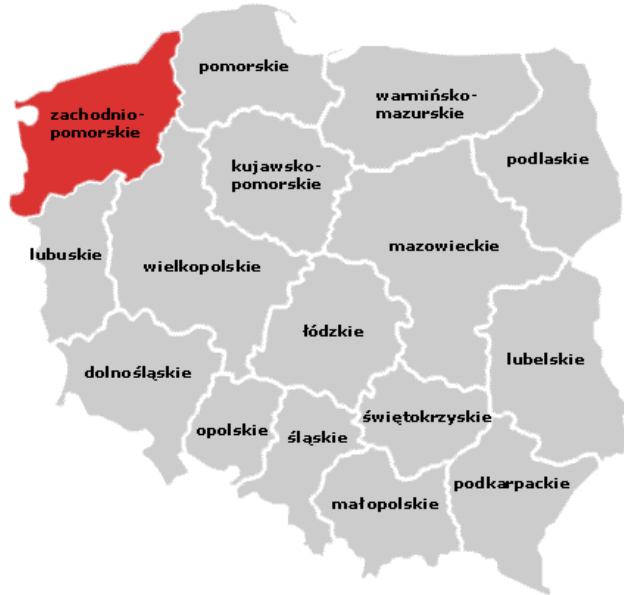 pomorskie
zachodnio-
pomorskie
warmińsko-
mazurskie
podlaskie
kujawsko-
pomorskie
lubuskie
wielkopolskie
mazowieckie
łódzkie
lubelskie
dolnośląskie
opolskie
śląskie
świętokrzyskie
małopolskie
podkarpackie